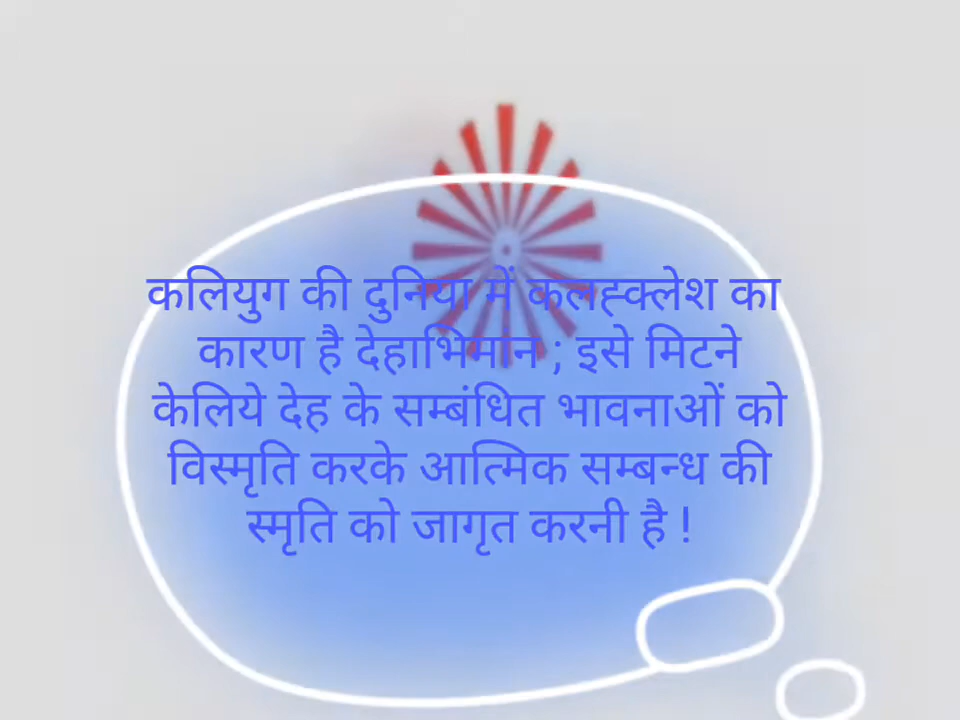 कलियुग की दुनिया में कलह्क्लेश का
कारण है देहाभिमान ; इसे मिटने
केलिये देह के सम्बंधित भावनाओं को
विस्मृति करके आत्मिक सम्बन्ध की
स्मृति को जागृत करनी है !